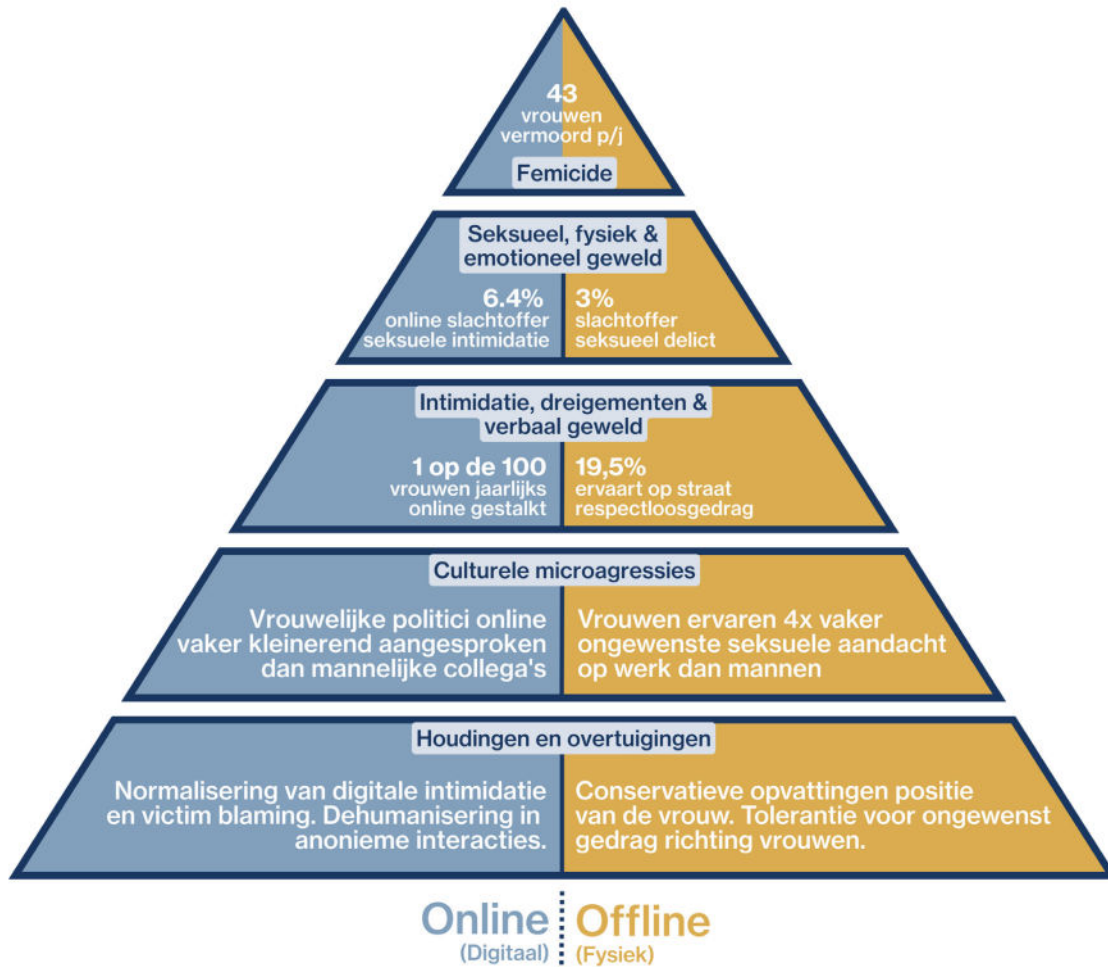 43
vrouwen
vermoord p/j
Femicide
Seksueel, fysiek &
emotioneel geweld
6.4%
online slachtoffer
seksuele intimidatie
3%
slachtoffer
seksueel delict
Intimidatie, dreigementen &
verbaal geweld
1 op de 100
vrouwen jaarlijks
online gestalkt
19,5%
ervaart op straat
respectloosgedrag
Culturele microagressies
Vrouwelijke politici online
vaker kleinerend aangesproken
dan mannelijke collega's
Vrouwen ervaren 4x vaker
ongewenste seksuele aandacht
op werk dan mannen
Houdingen en overtuigingen
Normalisering van digitale intimidatie
en victim blaming. Dehumanisering in
anonieme interacties.
Conservatieve opvattingen positie
van de vrouw. Tolerantie voor ongewenst
gedrag richting vrouwen.
Online
(Digitaal)
Offline
(Fysiek)